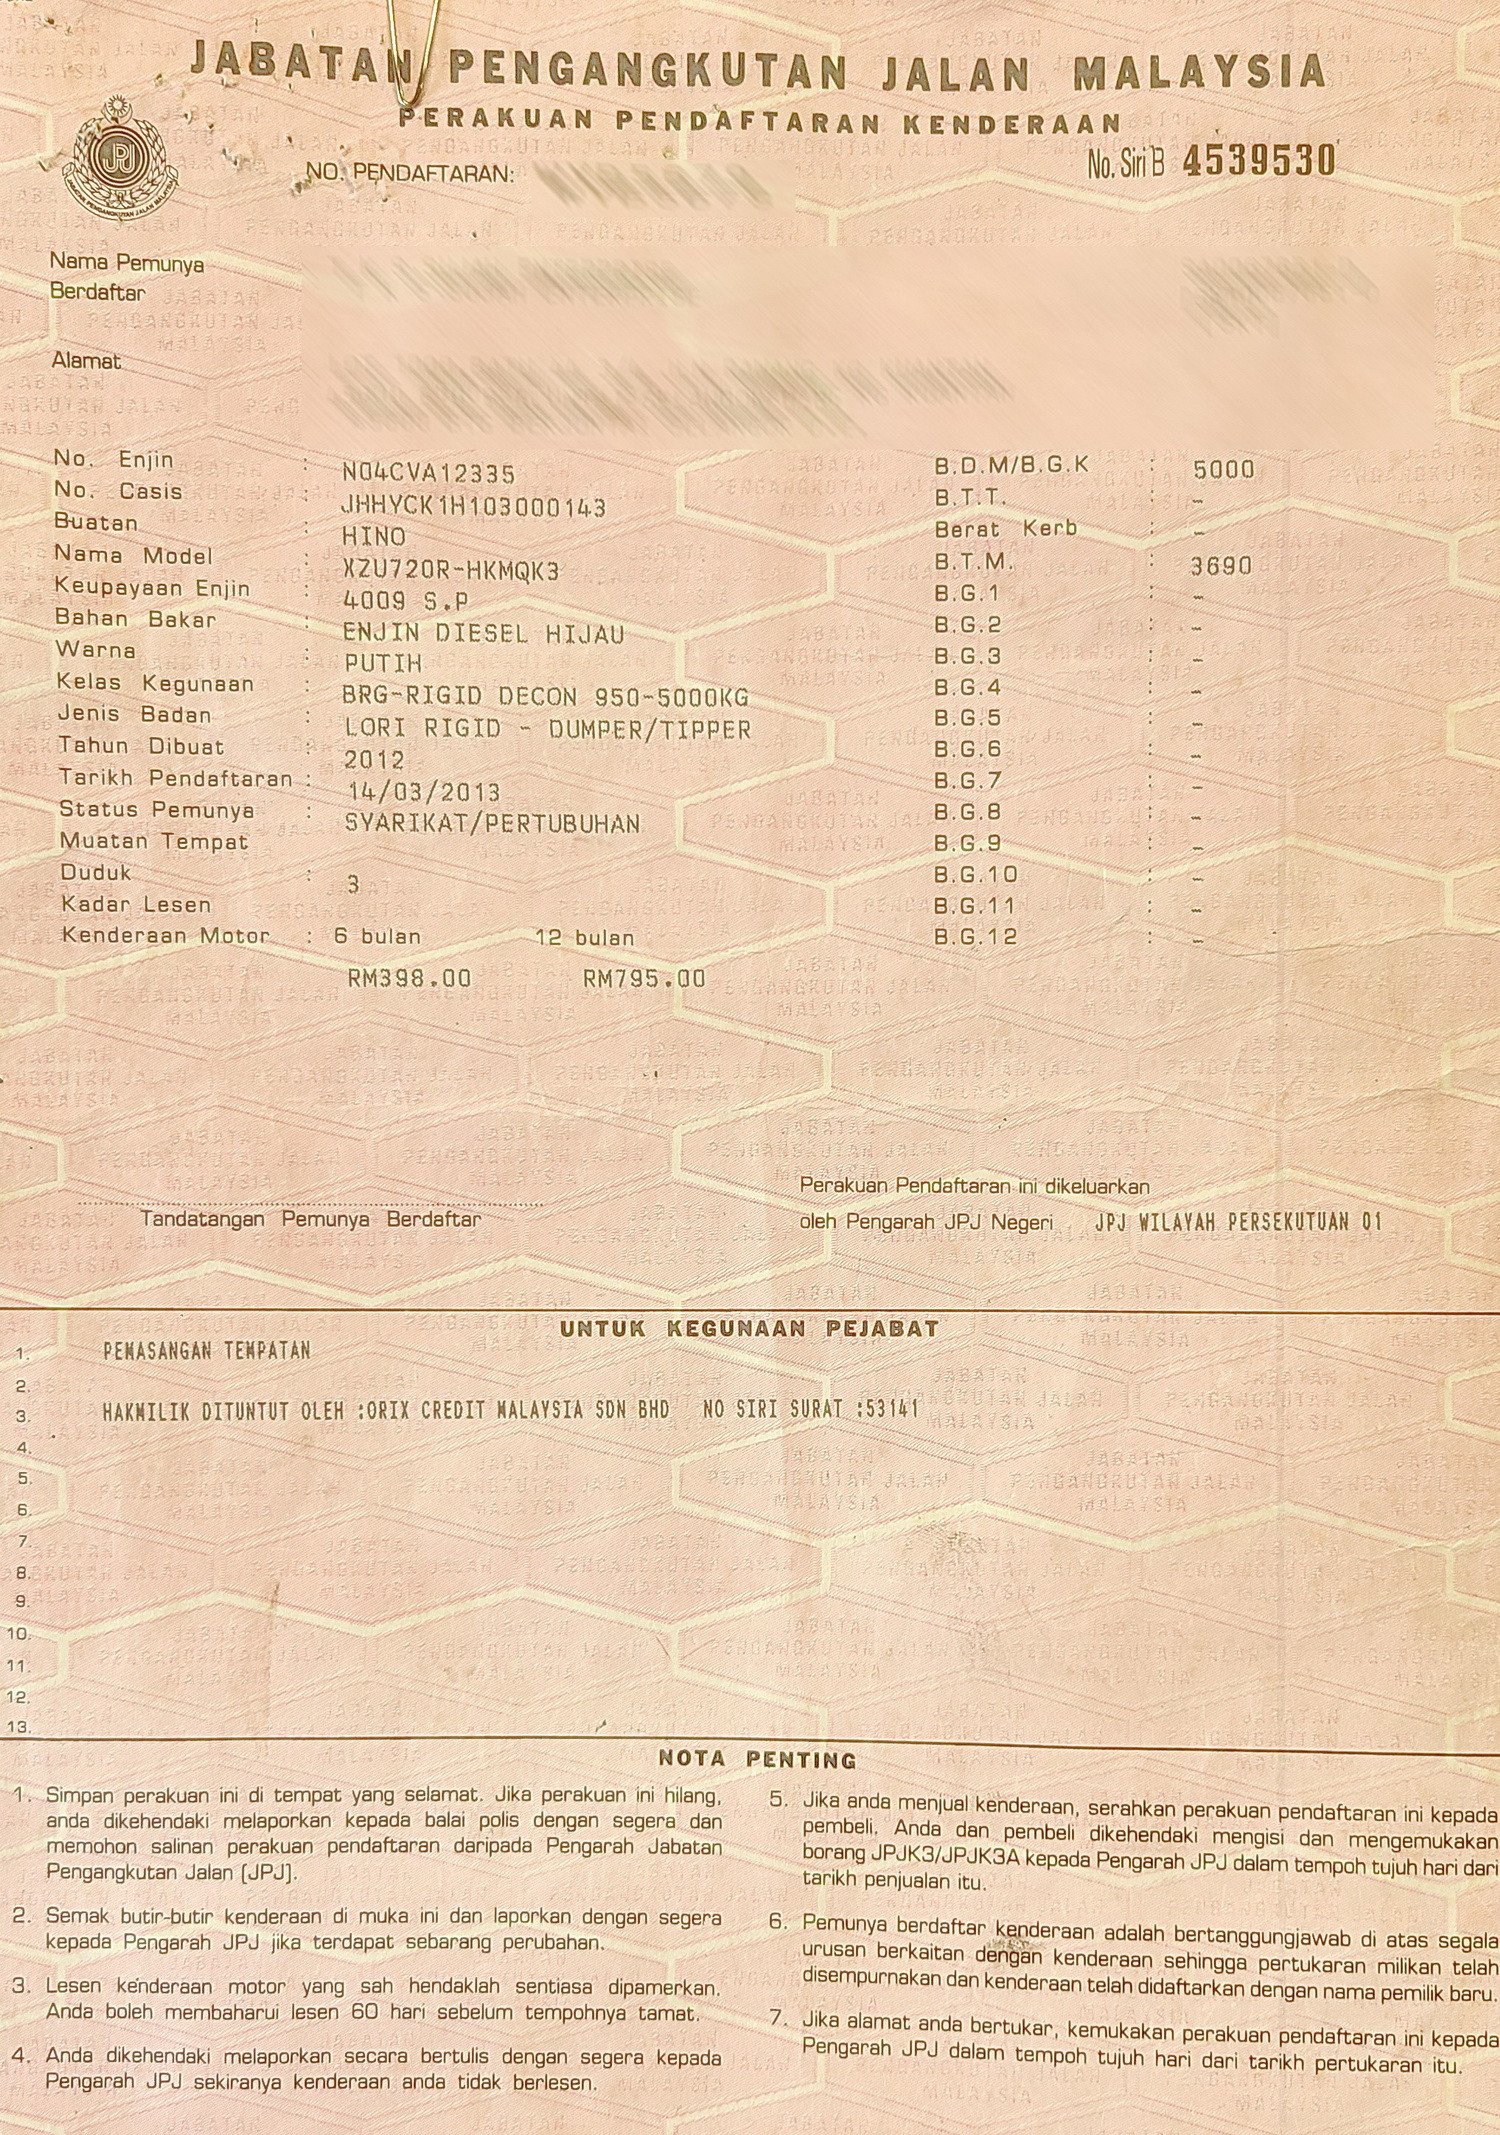 JABATAN PENGANGKUTAN JALAN MALAYSIA
PERAKUAN PENDAFTARAN KENDERAAN
NO. PENDAFTARAN:
No. Siri B 4539530
Nama Pemunya
Berdaftar
Alamat
No. Enjin : N04CVA12335
No. Casis : JHHYCK1H103000143
Buatan : HINO
Nama Model : XZU720R-HKMQK3
Keupayaan Enjin : 4009 S.P
Bahan Bakar : ENJIN DIESEL HIJAU
Warna : PUTIH
Kelas Kegunaan : BRG-RIGID DECON 950-5000KG
Jenis Badan : LORI RIGID - DUMPER/TIPPER
Tahun Dibuat : 2012
Tarikh Pendaftaran : 14/03/2013
Status Pemunya : SYARIKAT/PERTUBUHAN
Muatan Tempat
Duduk : 3
Kadar Lesen
Kenderaan Motor : 6 bulan 12 bulan
RM398.00 RM795.00
B.D.M/B.G.K : 5000
B.T.T. : -
Berat Kerb : -
B.T.M. : 3690
B.G.1 : -
B.G.2 : -
B.G.3 : -
B.G.4 : -
B.G.5 : -
B.G.6 : -
B.G.7 : -
B.G.8 : -
B.G.9 : -
B.G.10 : -
B.G.11 : -
B.G.12 : -
Tandatangan Pemunya Berdaftar
Perakuan Pendaftaran ini dikeluarkan
oleh Pengarah JPJ Negeri JPJ WILAYAH PERSEKUTUAN 01
UNTUK KEGUNAAN PEJABAT
1. PEMASANGAN TEMPATAN
2.
3. HAKMILIK DITUNTUT OLEH :ORIX CREDIT MALAYSIA SDN BHD NO SIRI SURAT :53141
4.
5.
6.
7.
8.
9.
10.
11.
12.
13.
NOTA PENTING
1. Simpan perakuan ini di tempat yang selamat. Jika perakuan ini hilang,
anda dikehendaki melaporkan kepada balai polis dengan segera dan
memohon salinan perakuan pendaftaran daripada Pengarah Jabatan
Pengangkutan Jalan (JPJ).
2. Semak butir-butir kenderaan di muka ini dan laporkan dengan segera
kepada Pengarah JPJ jika terdapat sebarang perubahan.
3. Lesen kenderaan motor yang sah hendaklah sentiasa dipamerkan.
Anda boleh membaharui lesen 60 hari sebelum tempohnya tamat.
4. Anda dikehendaki melaporkan secara bertulis dengan segera kepada
Pengarah JPJ sekiranya kenderaan anda tidak berlesen.
5. Jika anda menjual kenderaan, serahkan perakuan pendaftaran ini kepada
pembeli. Anda dan pembeli dikehendaki mengisi dan mengemukakan
borang JPJK3/JPJK3A kepada Pengarah JPJ dalam tempoh tujuh hari dari
tarikh penjualan itu.
6. Pemunya berdaftar kenderaan adalah bertanggungjawab di atas segala
urusan berkaitan dengan kenderaan sehingga pertukaran milikan telah
disempurnakan dan kenderaan telah didaftarkan dengan nama pemilik baru.
7. Jika alamat anda bertukar, kemukakan perakuan pendaftaran ini kepada
Pengarah JPJ dalam tempoh tujuh hari dari tarikh pertukaran itu.